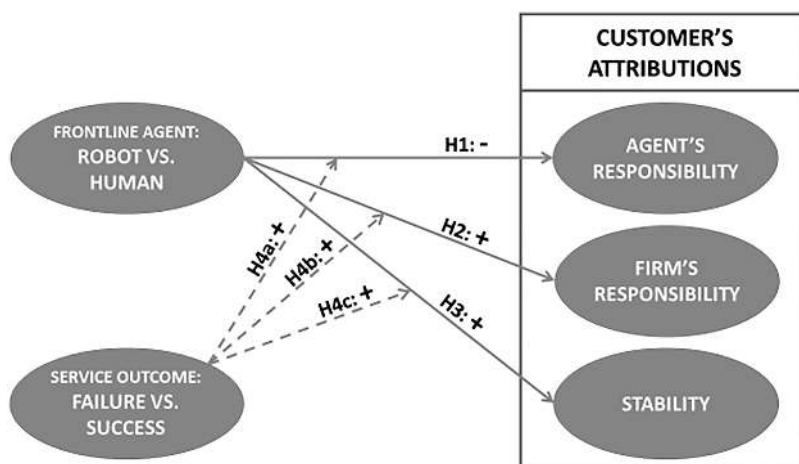 CUSTOMER'S
ATTRIBUTIONS
FRONTLINE AGENT:
ROBOT VS.
HUMAN
H1: -
AGENT'S
RESPONSIBILITY
H4a: +
H4b: +
H2: +
FIRM'S
RESPONSIBILITY
H4c: +
H3: +
SERVICE OUTCOME:
FAILURE VS.
SUCCESS
STABILITY